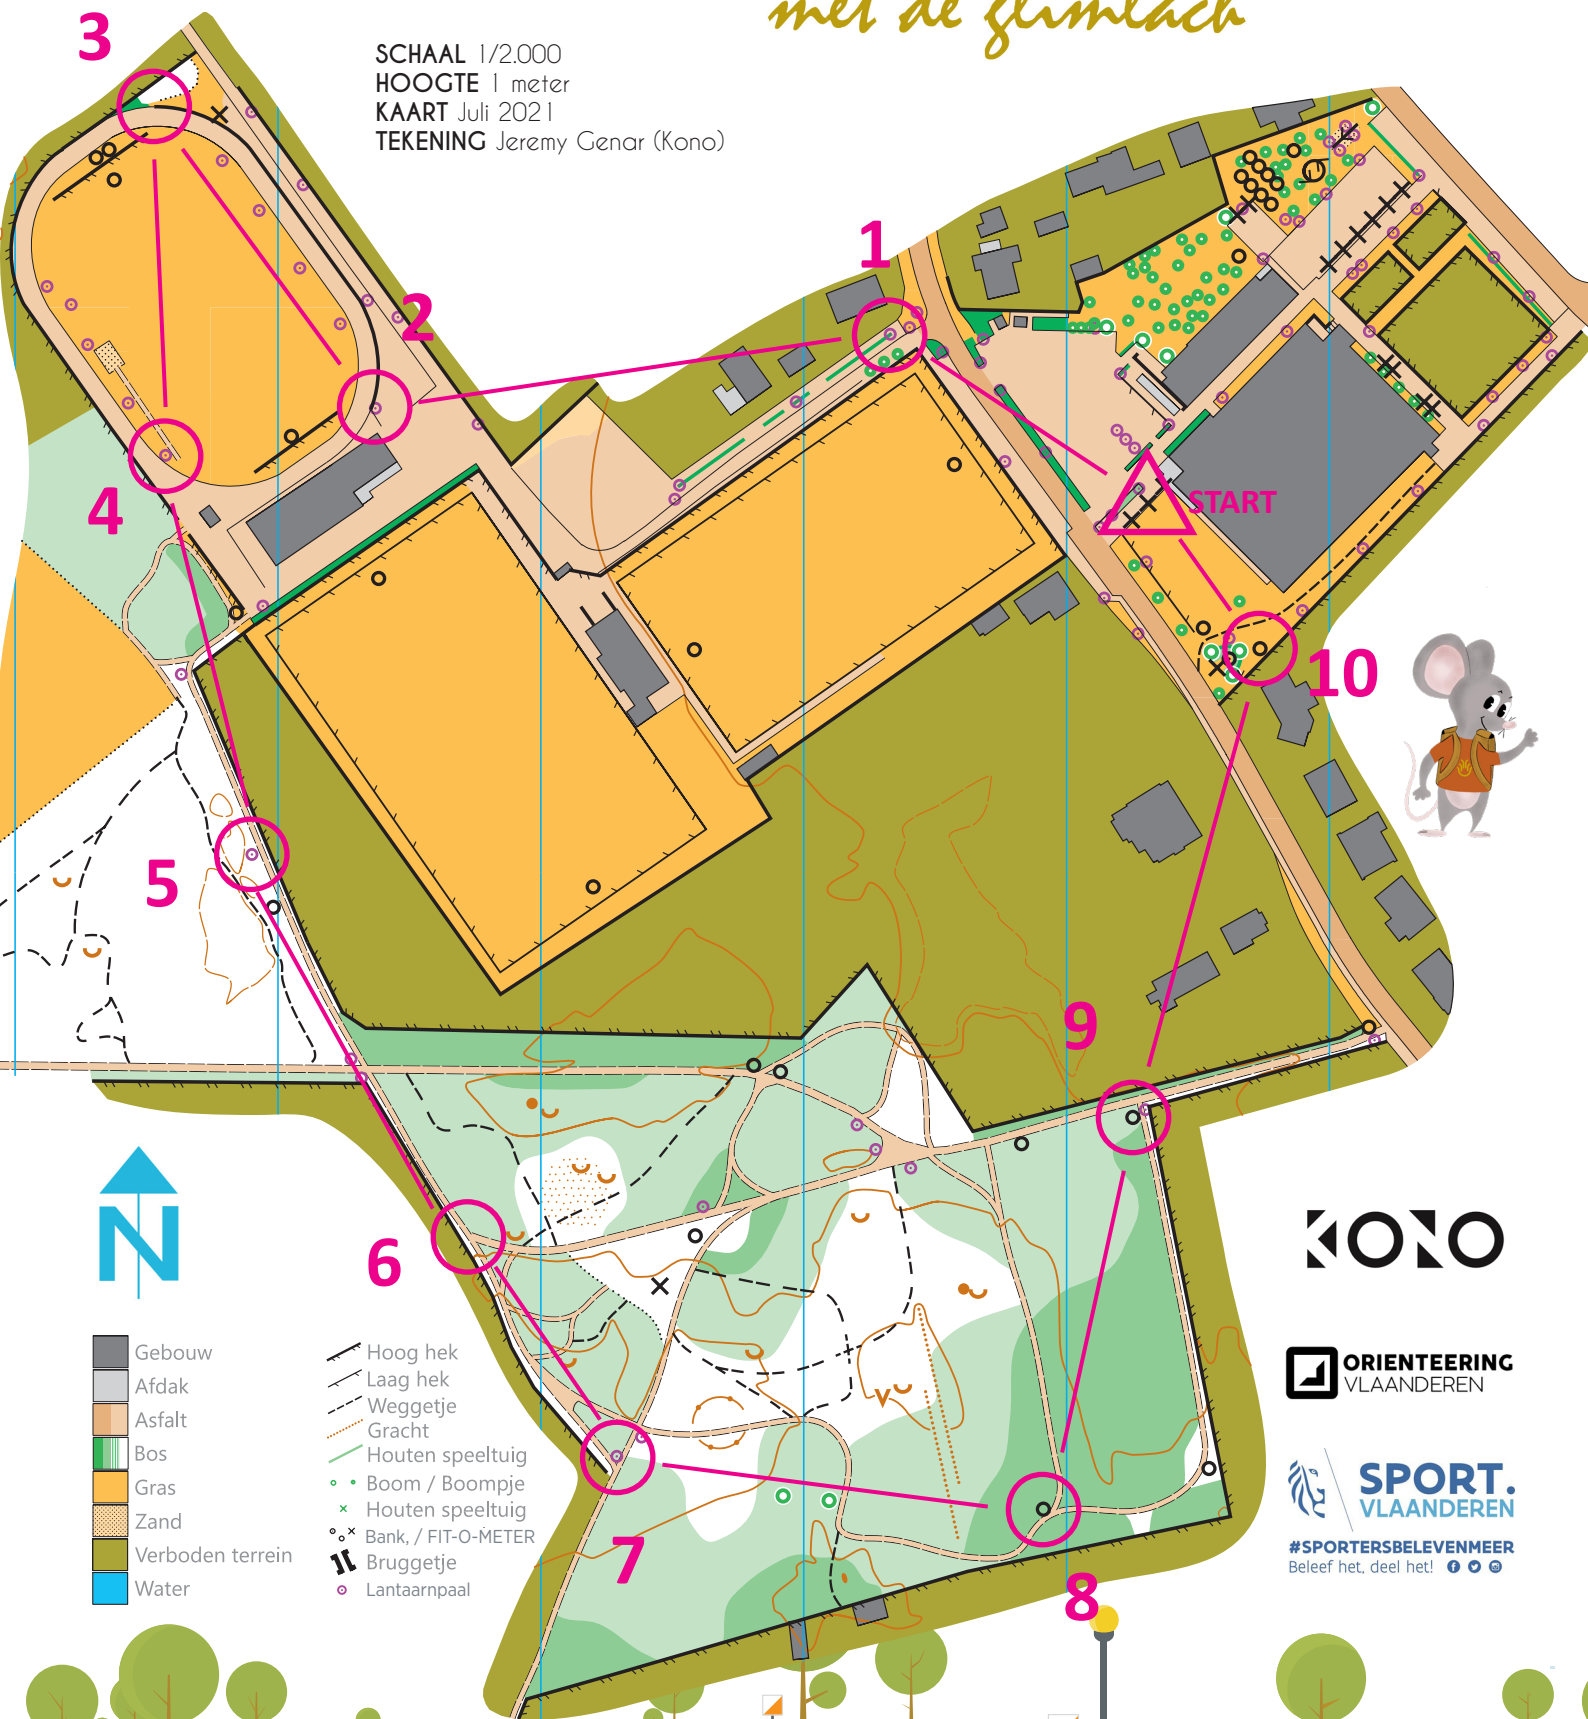 met de glimlach
SCHAAL 1/2.000
HOOGTE 1 meter
KAART Juli 2021
TEKENING Jeremy Genar (Kono)
3
1
2
START
4
10
5
9
6
7
8
N
Gebouw
Afdak
Asfalt
Bos
Gras
Zand
Verboden terrein
Water
Hoog hek
Laag hek
Weggetje
Gracht
Houten speeltuig
Boom / Boompje
Houten speeltuig
Bank, / FIT-O-METER
Bruggetje
Lantaarnpaal
KONO
ORIENTEERING
VLAANDEREN
SPORT.
VLAANDEREN
#SPORTERSBELEVENMEER
Beleef het, deel het!